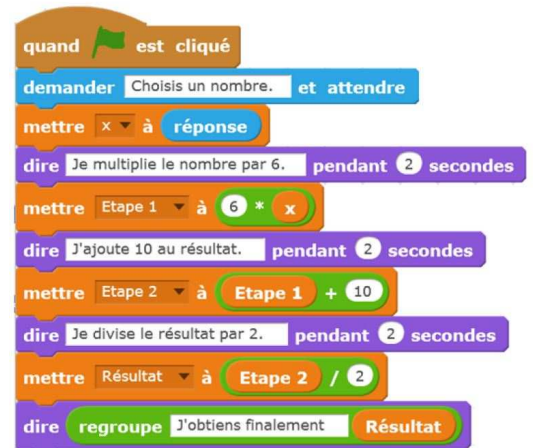 quand est cliqué
demander Choisis un nombre. et attendre
mettre x à réponse
dire Je multiplie le nombre par 6. pendant 2 secondes
mettre Etape 1 à 6 * x
dire J'ajoute 10 au résultat. pendant 2 secondes
mettre Etape 2 à Etape 1 + 10
dire Je divise le résultat par 2. pendant 2 secondes
mettre Résultat à Etape 2 / 2
dire regroupe J'obtiens finalement Résultat